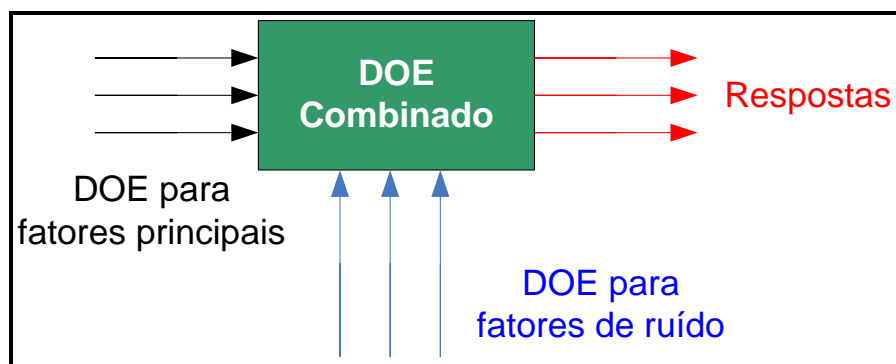 DOE
Combinado
Respostas
DOE para
fatores principais
DOE para
fatores de ruído